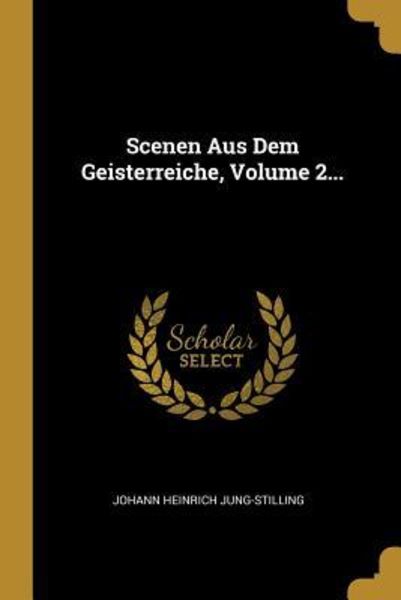 Scenen Aus Dem
Geisterreiche, Volume 2...
Scholar
SELECT
JOHANN HEINRICH JUNG-STILLING